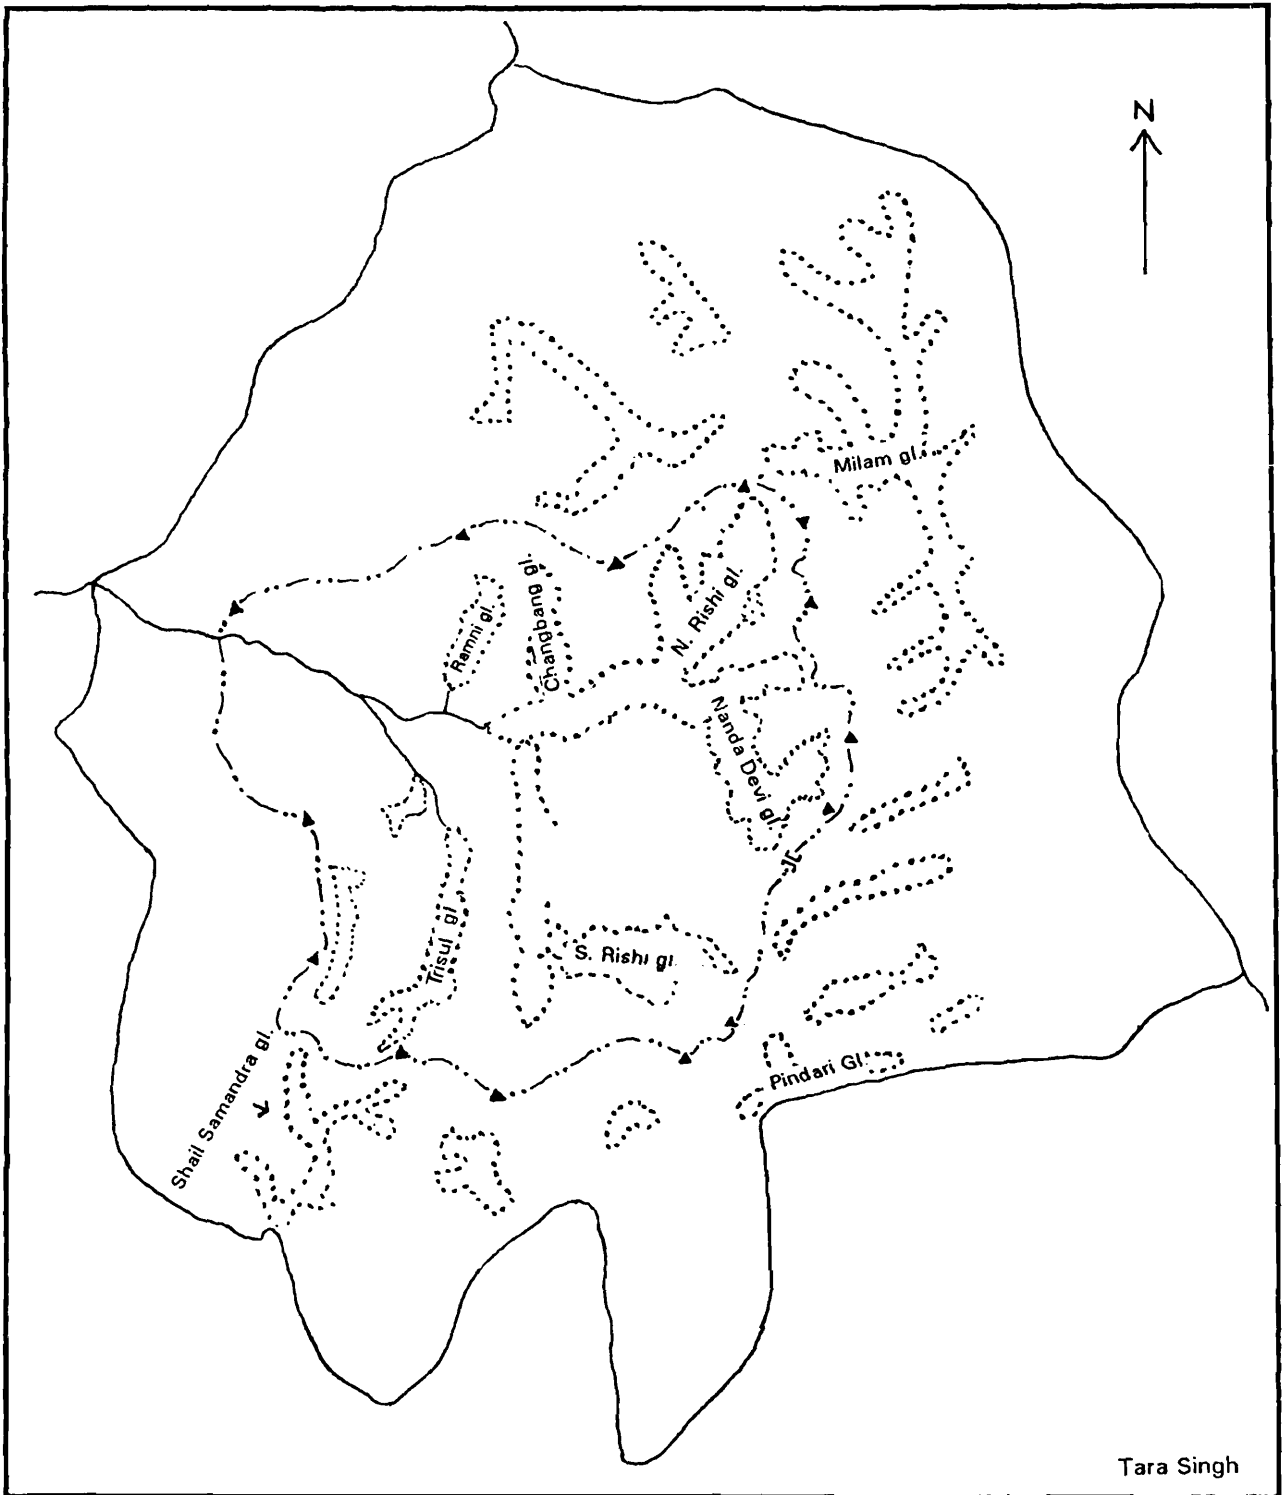 N
Milam gl.
Changbang gl.
Ramni gl.
N. Rishi gl.
Nanda Devi gl.
Trisul gl
S. Rishi gl.
Shail Samandra gl.
Pindari Gl.
Tara Singh